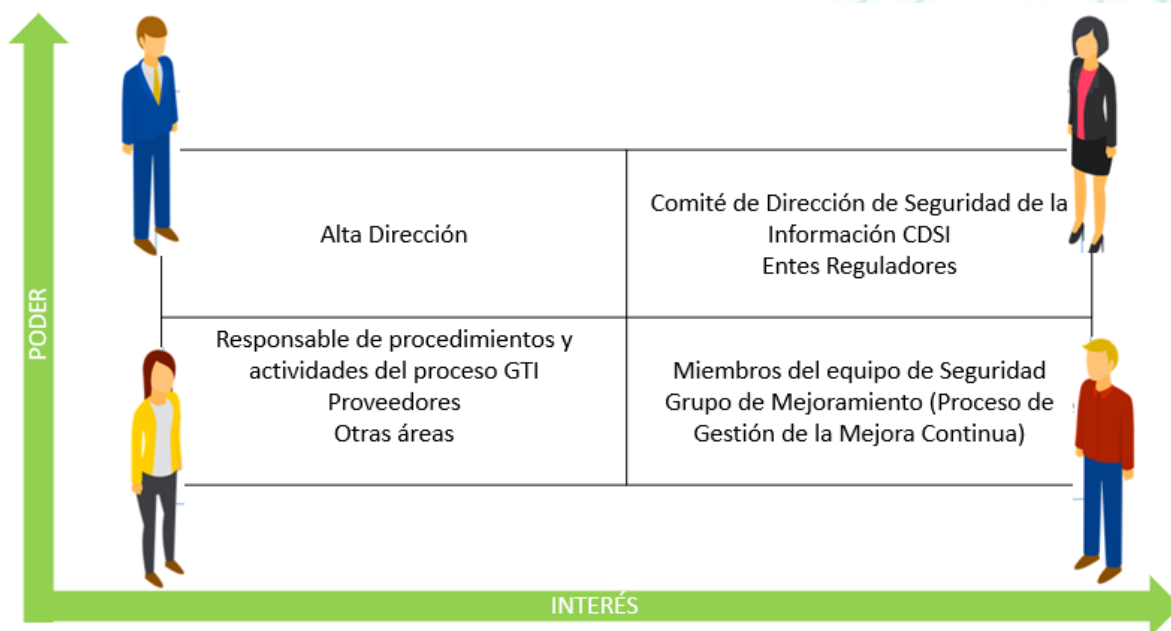 PODER
Alta Dirección
Comité de Dirección de Seguridad de la
Información CDSI
Entes Reguladores
Responsable de procedimientos y
actividades del proceso GTI
Proveedores
Otras áreas
Miembros del equipo de Seguridad
Grupo de Mejoramiento (Proceso de
Gestión de la Mejora Continua)
INTERÉS